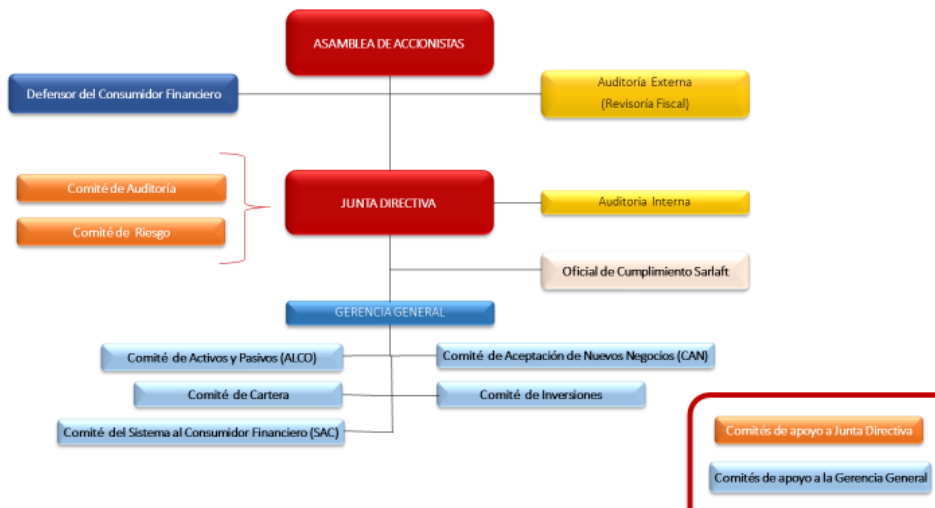 ASAMBLEA DE ACCIONISTAS
Defensor del Consumidor Financiero
Auditoría Externa
(Revisoría Fiscal)
Comité de Auditoría
Comité de Riesgo
JUNTA DIRECTIVA
Auditoría Interna
Oficial de Cumplimiento Sarlaft
GERENCIA GENERAL
Comité de Activos y Pasivos (ALCO)
Comité de Aceptación de Nuevos Negocios (CAN)
Comité de Cartera
Comité de Inversiones
Comité del Sistema al Consumidor Financiero (SAC)
Comités de apoyo a Junta Directiva
Comités de apoyo a la Gerencia General